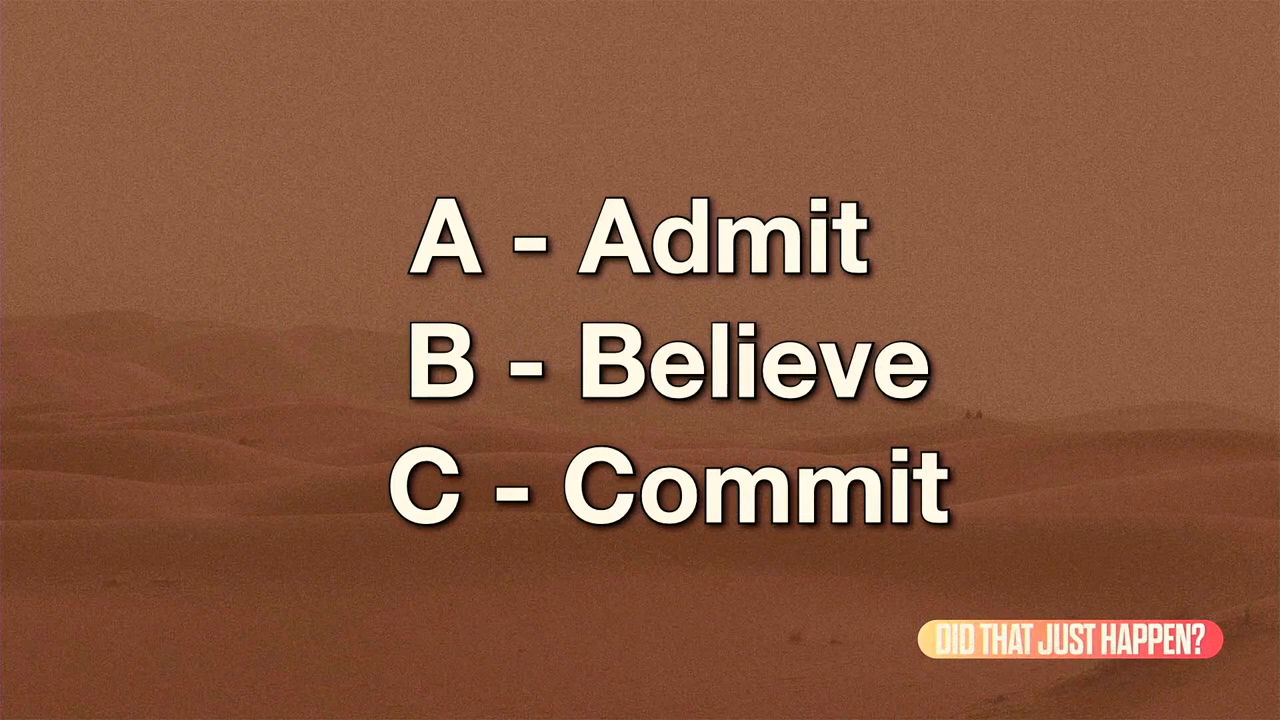 A - Admit
B - Believe
C - Commit
DID THAT JUST HAPPEN?